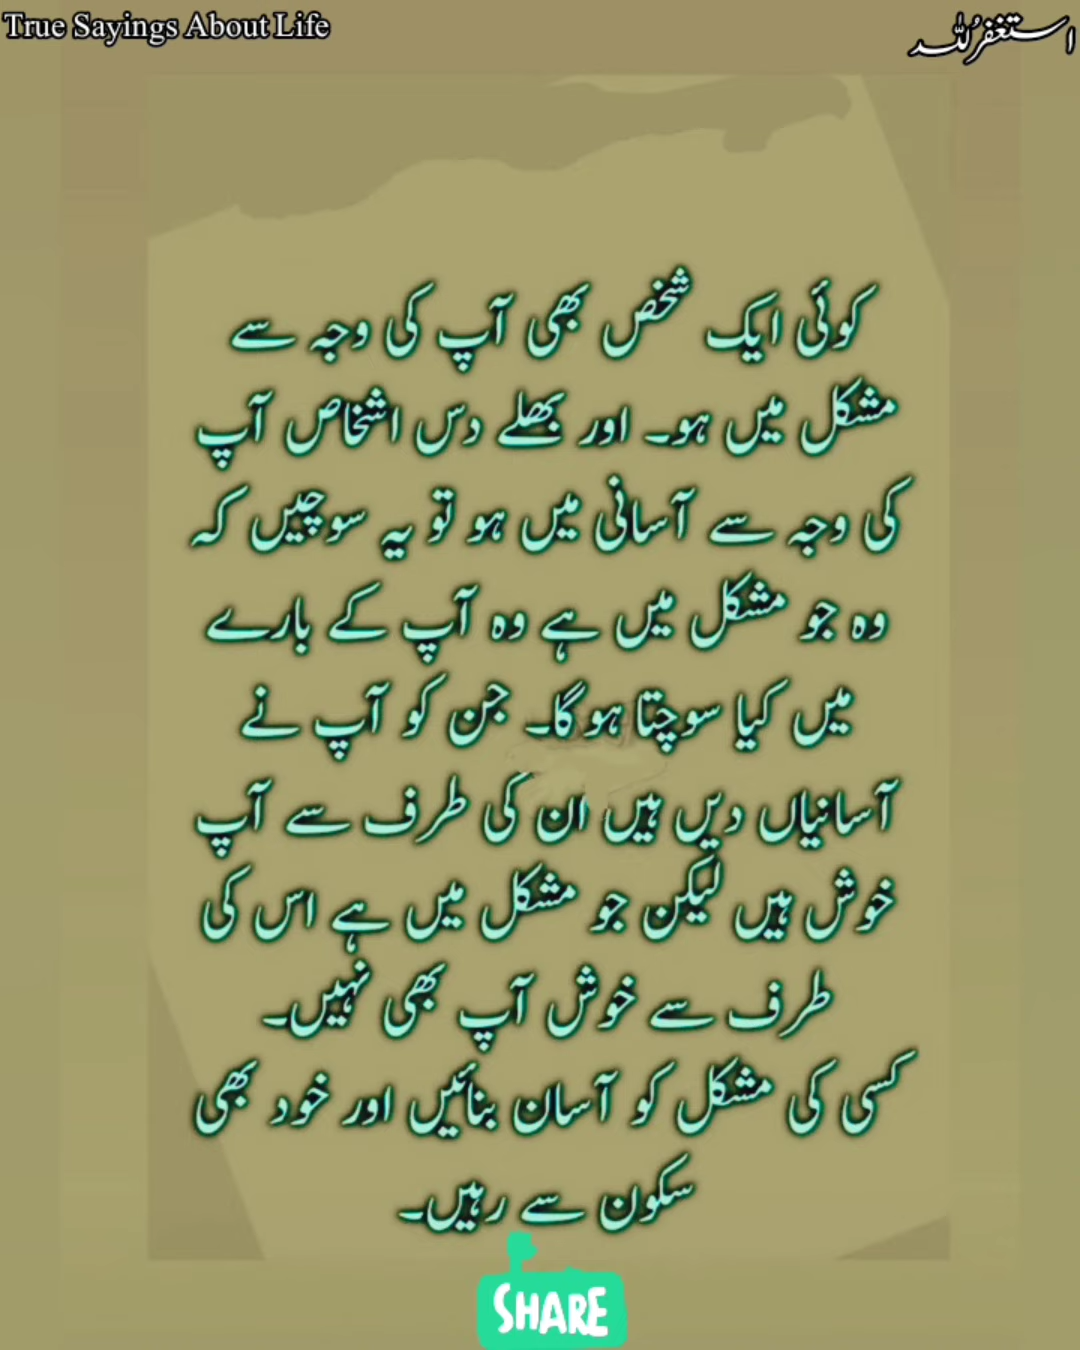 True Sayings About Life
استغفرُللّٰہ
کوئی ایک شخص بھی آپ کی وجہ سے
مشکل میں ہو۔ اور بھلے دس اشخاص آپ
کی وجہ سے آسانی میں ہو تو یہ سوچیں کہ
وہ جو مشکل میں ہے وہ آپ کے بارے
میں کیا سوچتا ہو گا۔ جن کو آپ نے
آسانیاں دیں ہیں ان کی طرف سے آپ
خوش ہیں لیکن جو مشکل میں ہے اس کی
طرف سے خوش آپ بھی نہیں۔
کسی کی مشکل کو آسان بنائیں اور خود بھی
سکون سے رہیں۔
SHARE